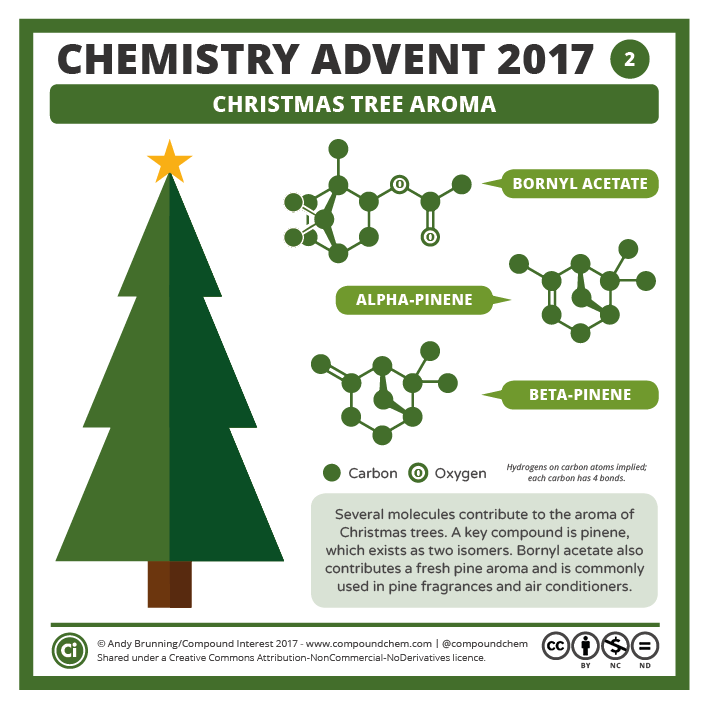 CHEMISTRY ADVENT 2017
2
CHRISTMAS TREE AROMA
O
BORNYL ACETATE
O
ALPHA-PINENE
BETA-PINENE
Carbon
O
Oxygen
Hydrogens on carbon atoms implied;
each carbon has 4 bonds.
Several molecules contribute to the aroma of
Christmas trees. A key compound is pinene,
which exists as two isomers. Bornyl acetate also
contributes a fresh pine aroma and is commonly
used in pine fragrances and air conditioners.
Ci
© Andy Brunning/Compound Interest 2017 - www.compoundchem.com | @compoundchem
Shared under a Creative Commons Attribution-NonCommercial-NoDerivatives licence.
cc
$
=
BY
NC
ND